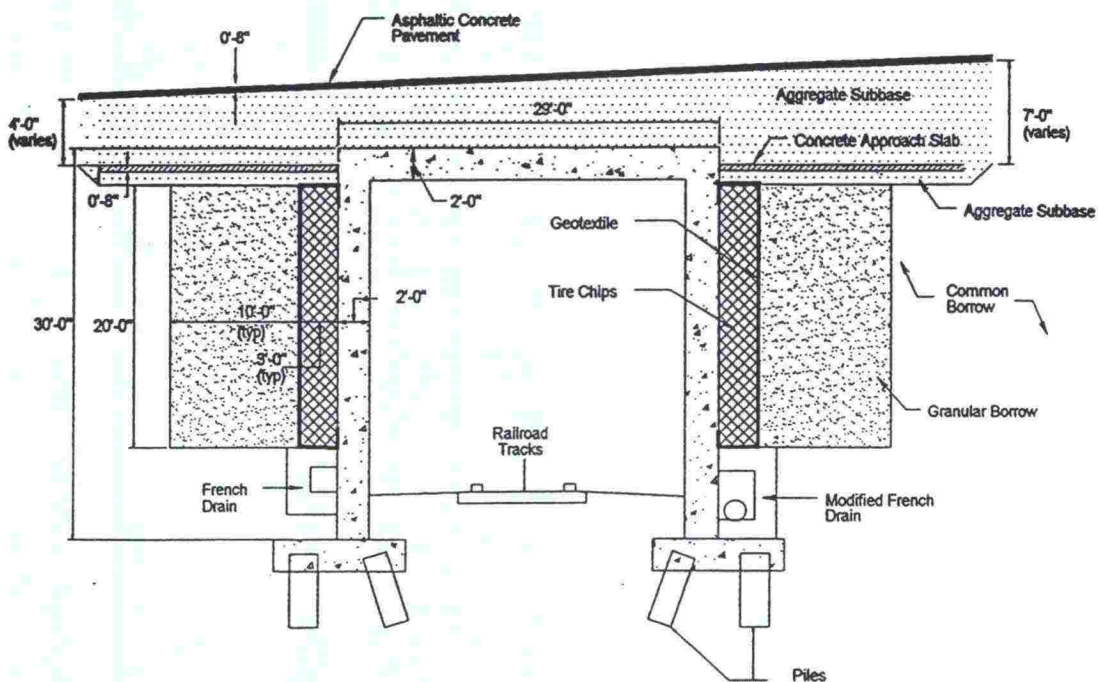 Asphaltic Concrete
Pavement
0'-8"
Aggregate Subbase
4'-0"
(varies)
29'-0"
7'-0"
(varies)
Concrete Approach Slab
0'-8"
2'-0"
Aggregate Subbase
Geotextile
Tire Chips
2'-0"
Common
Borrow
30'-0"
20'-0"
10'-0"
(typ)
3'-0"
(typ)
Granular Borrow
Railroad
Tracks
French
Drain
Modified French
Drain
Piles